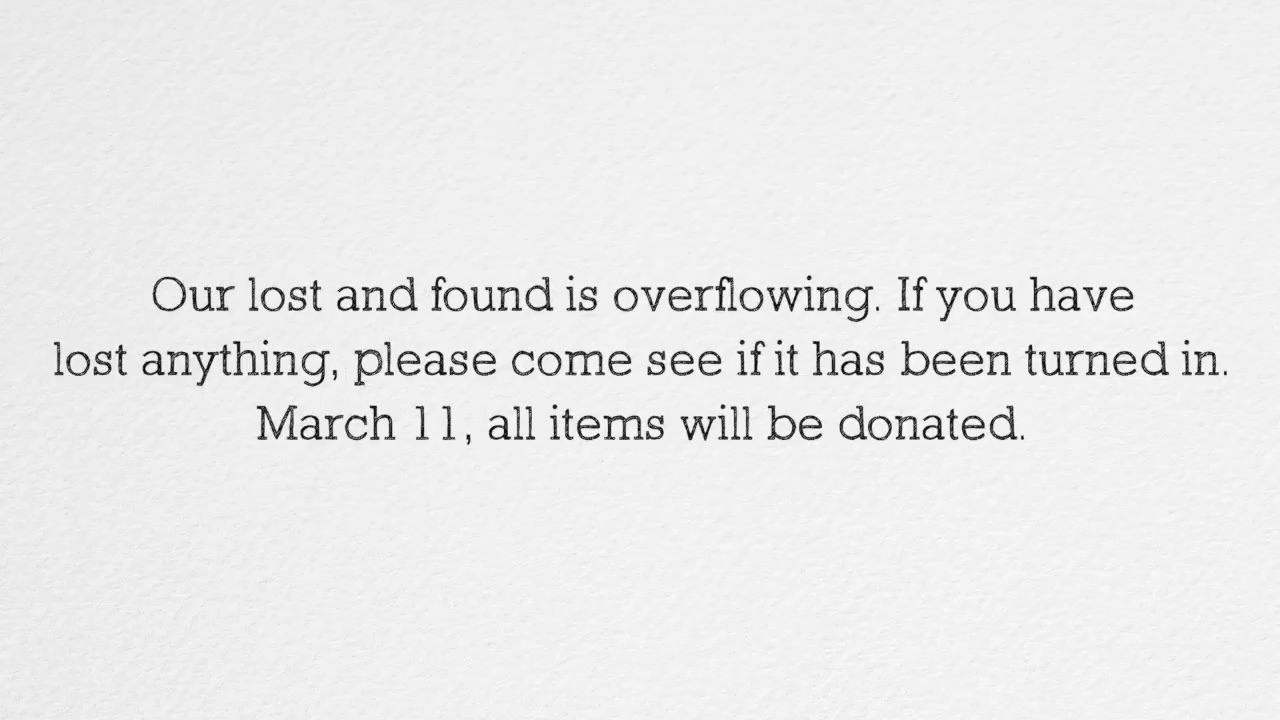 Our lost and found is overflowing. If you have
lost anything, please come see if it has been turned in.
March 11, all items will be donated.